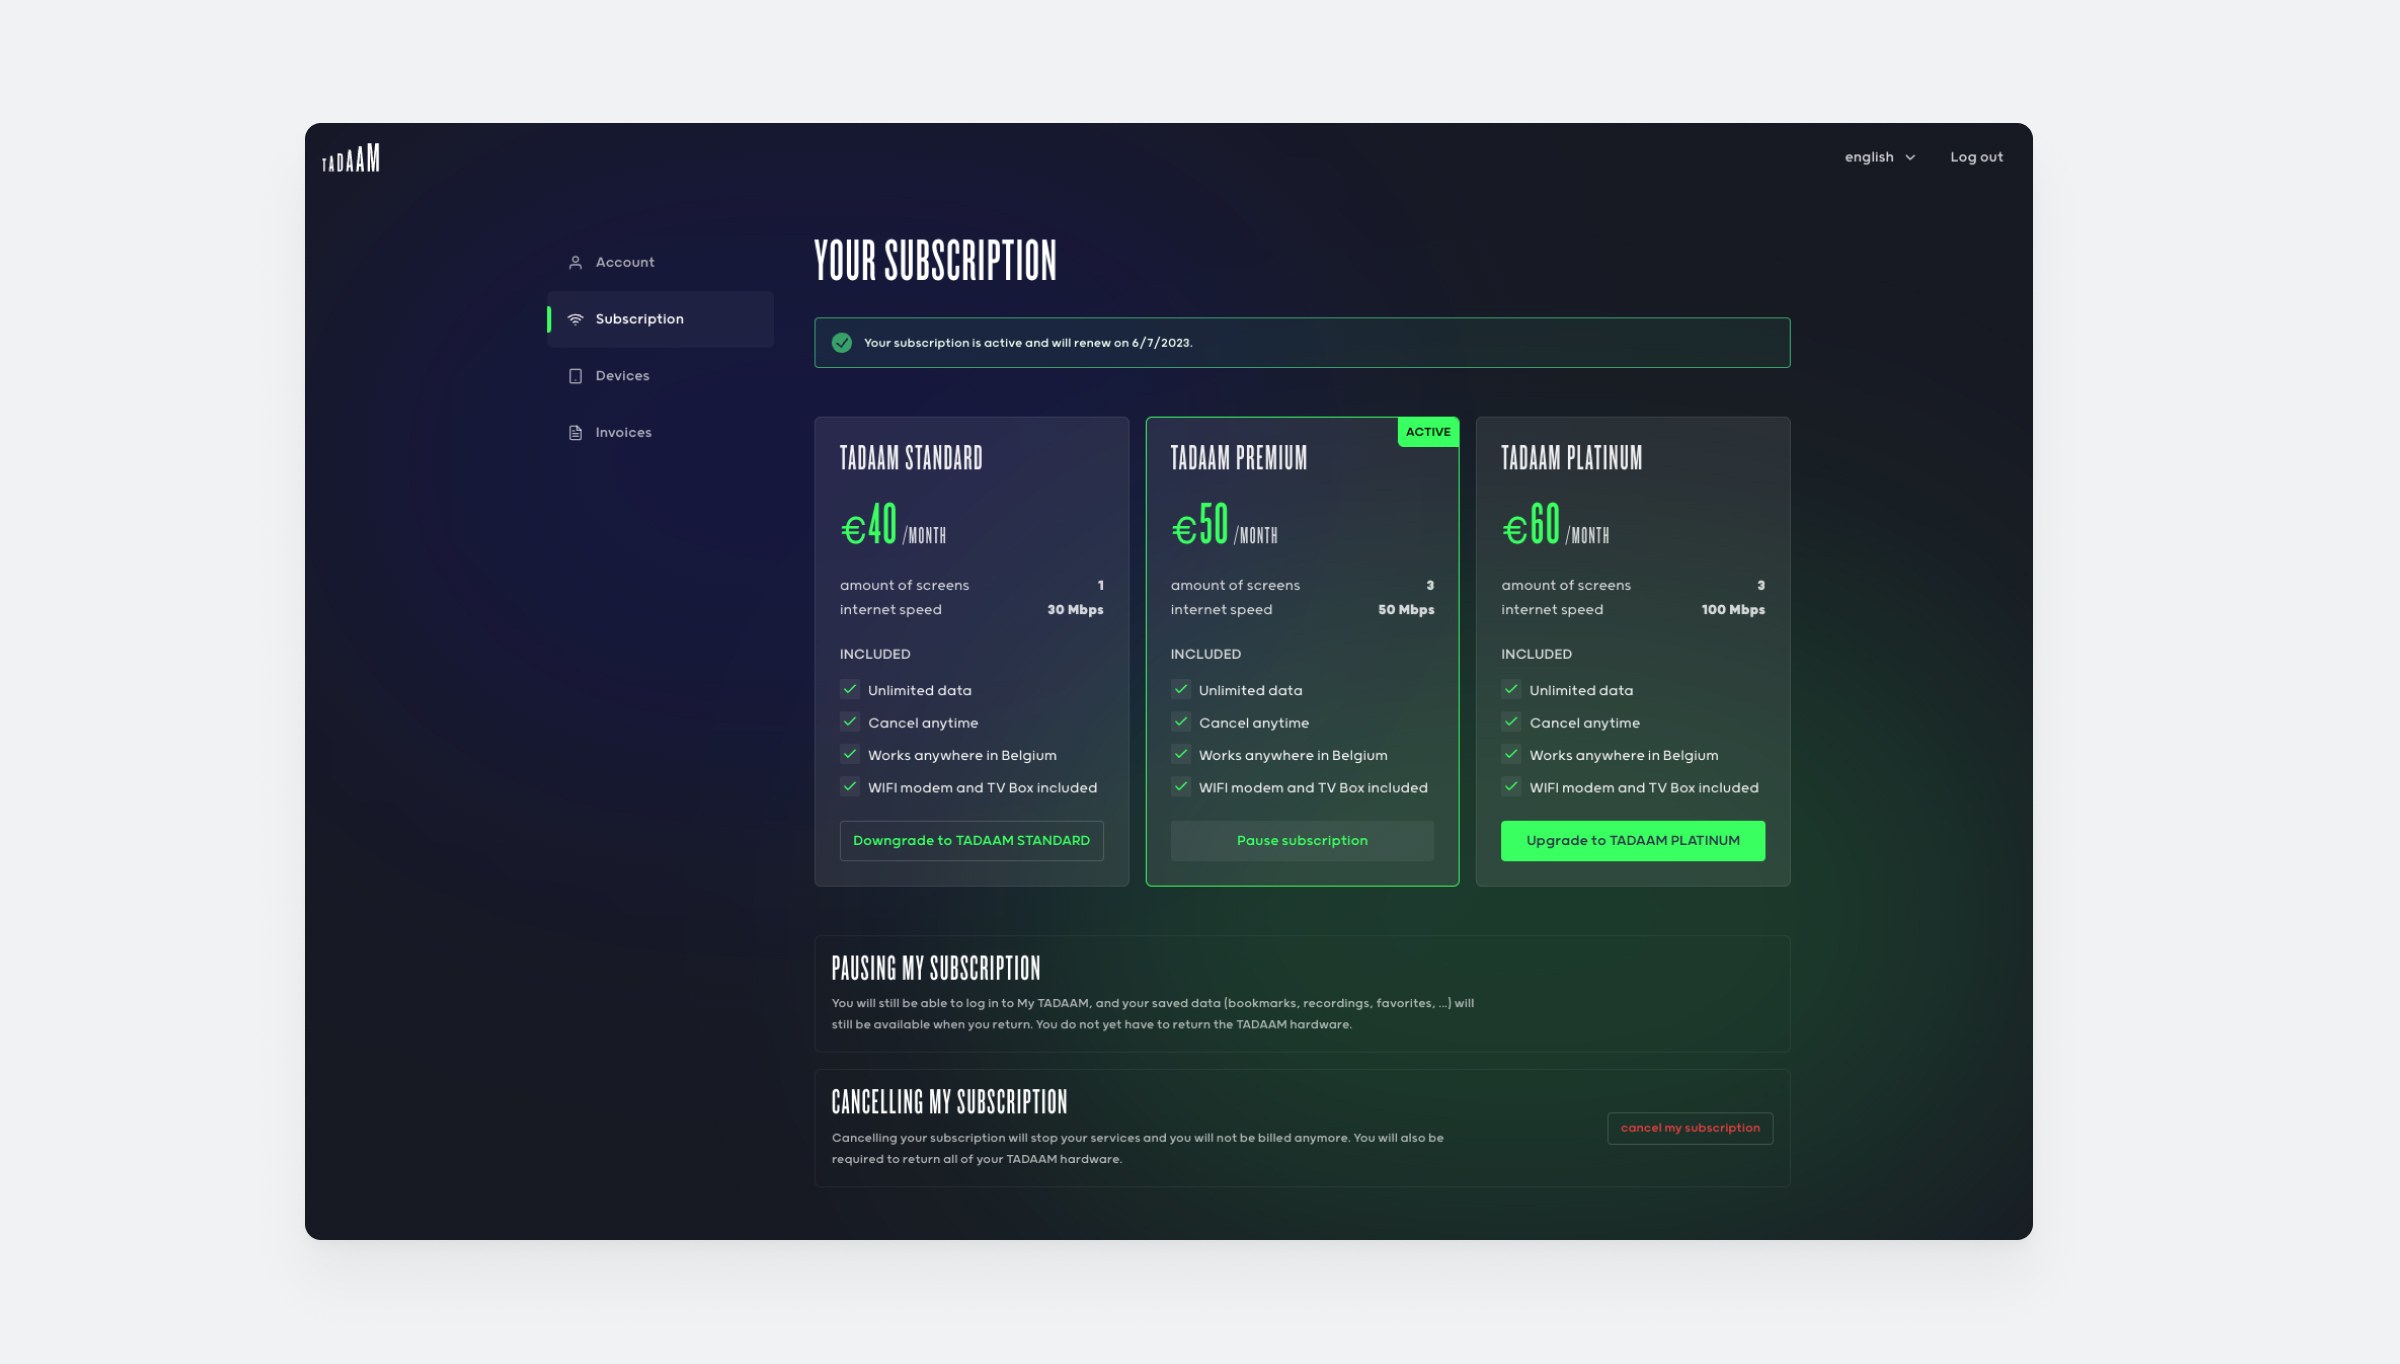 TADAAM
english
Log out
Account
Subscription
Devices
Invoices
YOUR SUBSCRIPTION
Your subscription is active and will renew on 6/7/2023.
TADAAM STANDARD
€40 /MONTH
amount of screens 1
internet speed 30 Mbps
INCLUDED
Unlimited data
Cancel anytime
Works anywhere in Belgium
WIFI modem and TV Box included
Downgrade to TADAAM STANDARD
ACTIVE
TADAAM PREMIUM
€50 /MONTH
amount of screens 3
internet speed 50 Mbps
INCLUDED
Unlimited data
Cancel anytime
Works anywhere in Belgium
WIFI modem and TV Box included
Pause subscription
TADAAM PLATINUM
€60 /MONTH
amount of screens 3
internet speed 100 Mbps
INCLUDED
Unlimited data
Cancel anytime
Works anywhere in Belgium
WIFI modem and TV Box included
Upgrade to TADAAM PLATINUM
PAUSING MY SUBSCRIPTION
You will still be able to log in to My TADAAM, and your saved data (bookmarks, recordings, favorites, ...) will
still be available when you return. You do not yet have to return the TADAAM hardware.
CANCELLING MY SUBSCRIPTION
Cancelling your subscription will stop your services and you will not be billed anymore. You will also be
required to return all of your TADAAM hardware.
cancel my subscription